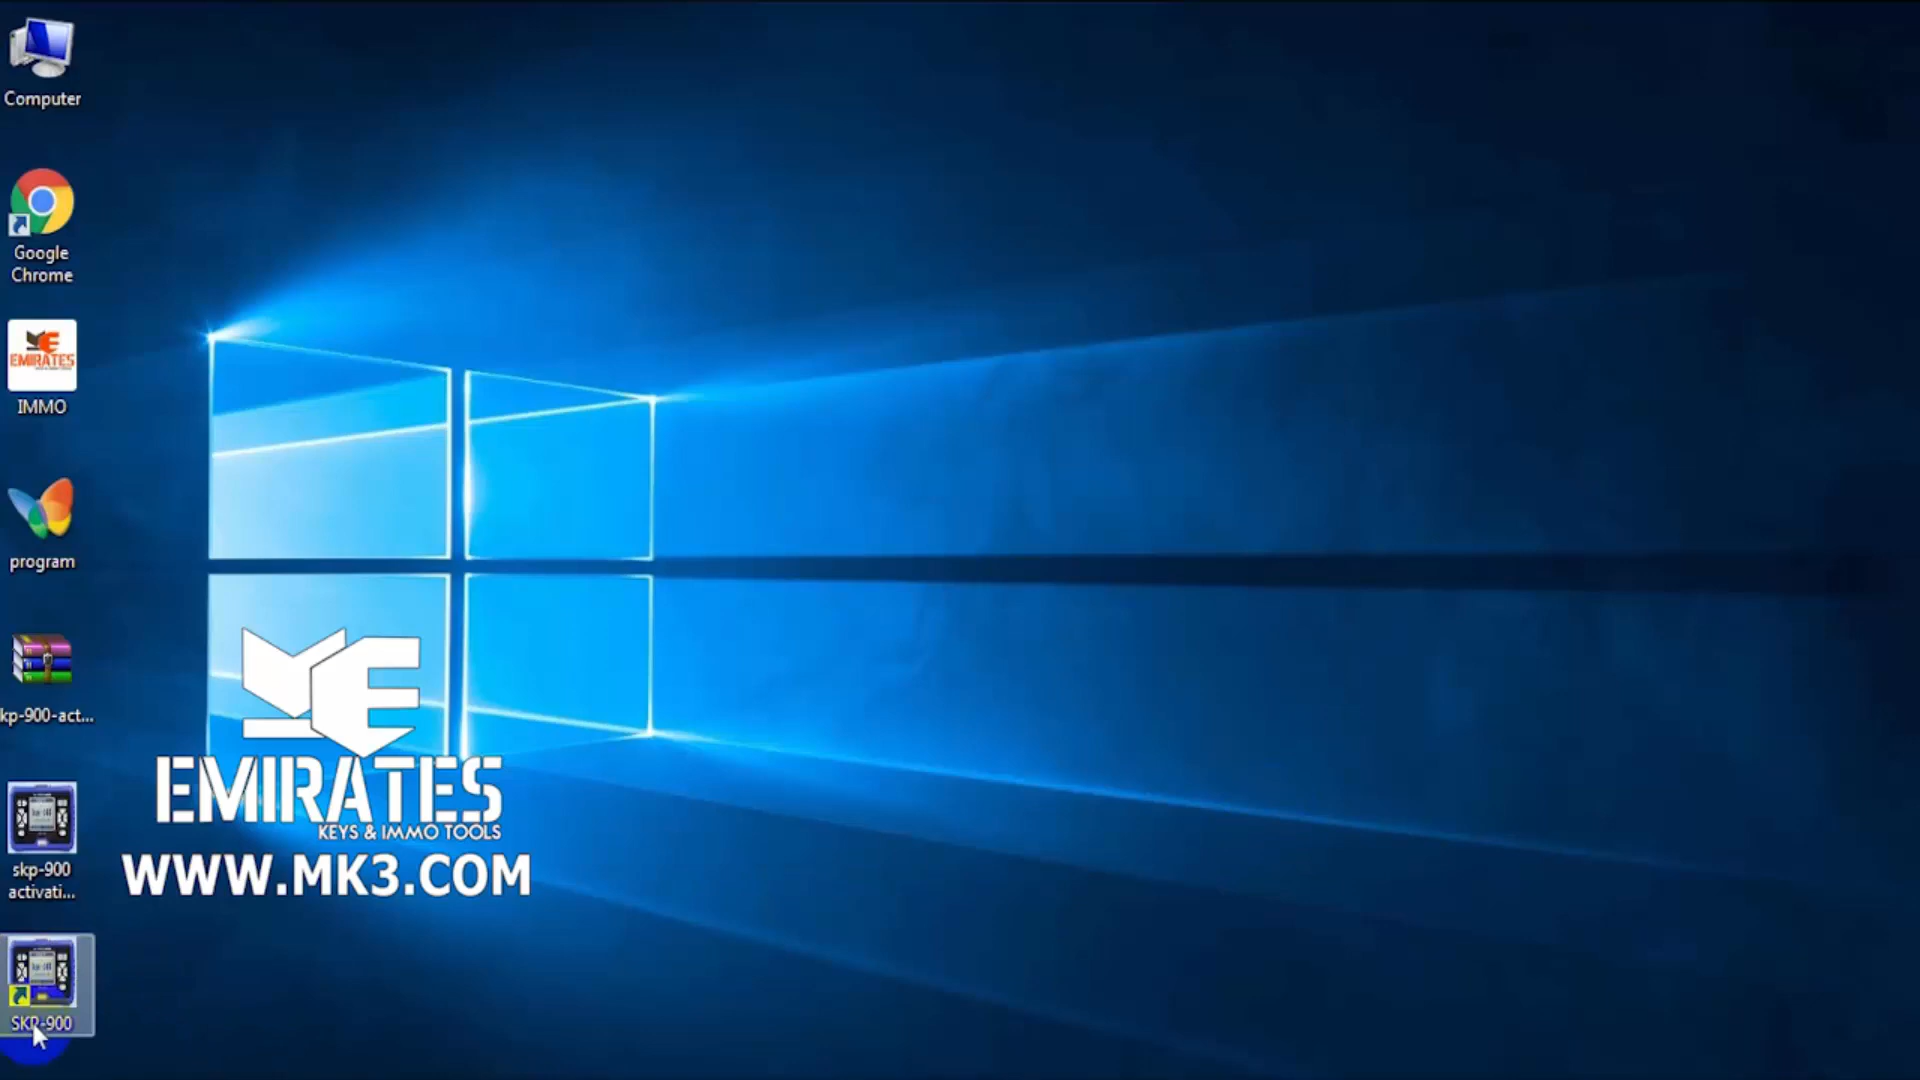 Computer
Google
Chrome
EMIRATES
IMMO
program
kp-900-act...
skp-900
activati...
SKP-900
EMIRATES
KEYS & IMMO TOOLS
WWW.MK3.COM